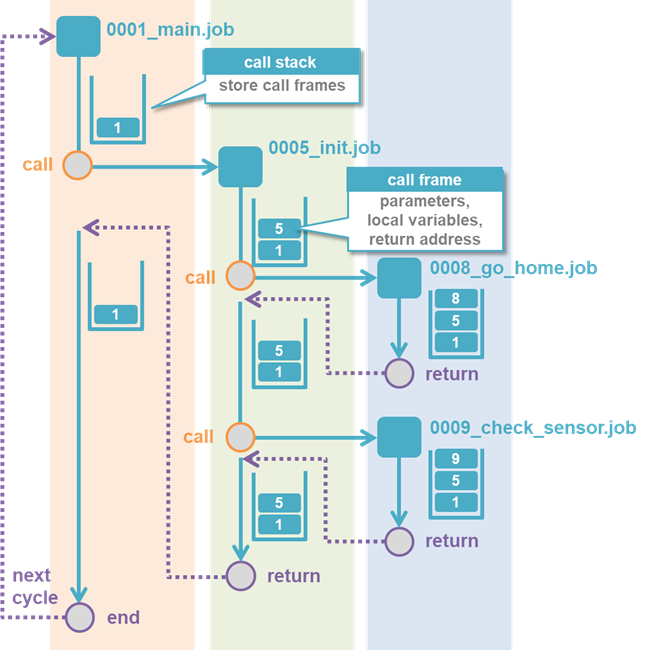 0001_main.job
call stack
store call frames
1
call
0005_init.job
call frame
parameters,
local variables,
return address
5
1
call
0008_go_home.job
8
5
1
1
5
1
return
call
0009_check_sensor.job
9
5
1
5
1
return
next
cycle
return
end